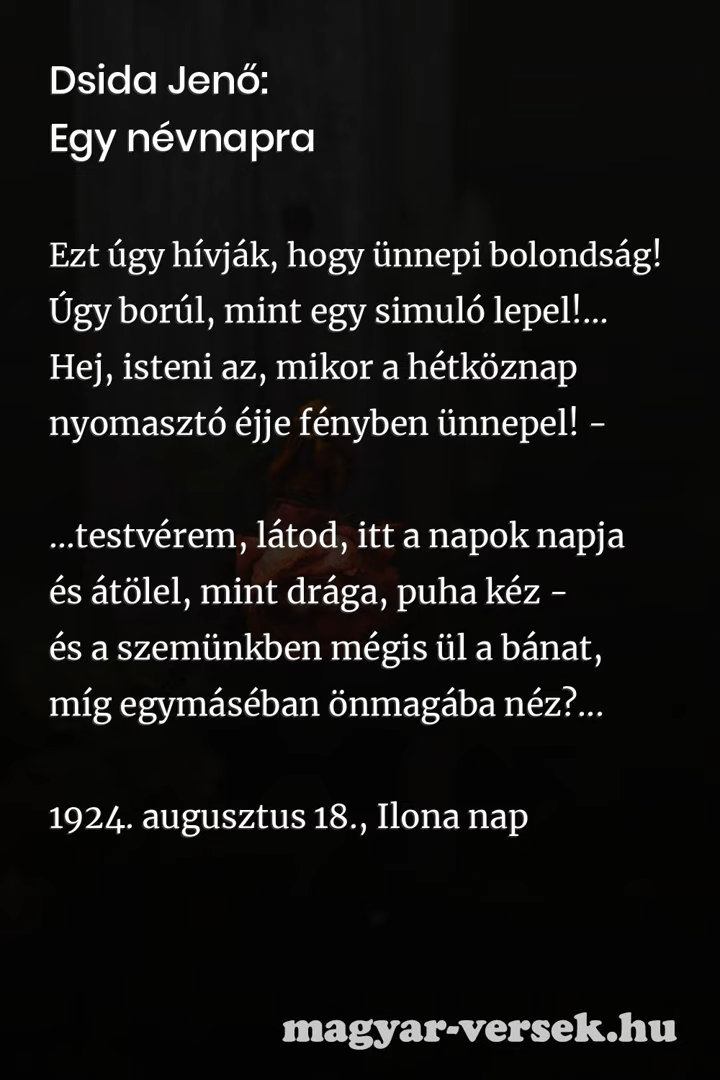 Dsida Jenő:
Egy névnapra
Ezt úgy hívják, hogy ünnepi bolondság!
Úgy borúl, mint egy simuló lepel!...
Hej, isteni az, mikor a hétköznap
nyomasztó éjje fényben ünnepel! -
...testvérem, látod, itt a napok napja
és átölel, mint drága, puha kéz -
és a szemünkben mégis ül a bánat,
míg egymáséban önmagába néz?...
1924. augusztus 18., Ilona nap
magyar-versek.hu